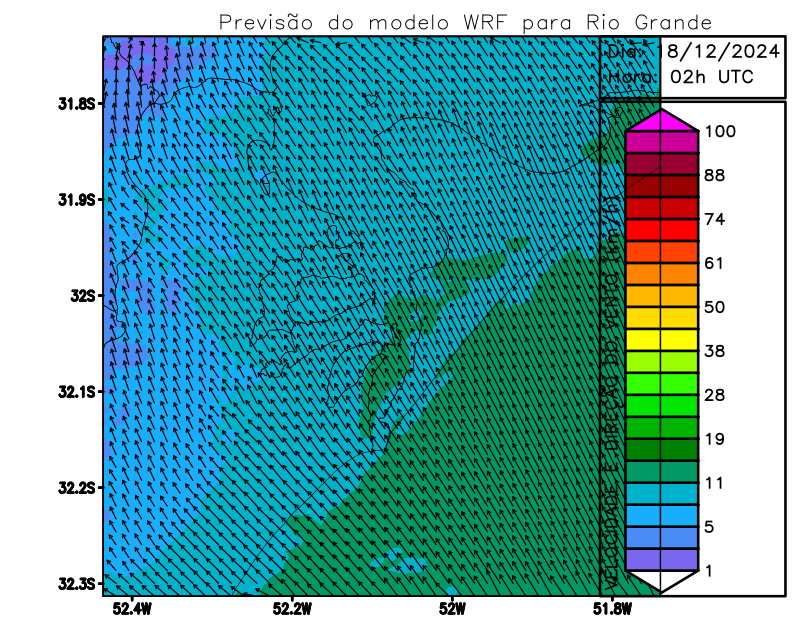 Previsão do modelo WRF para Rio Grande
Dia: 18/12/2024
Hora: 02h UTC
31.8S
31.9S
32S
32.1S
32.2S
32.3S
52.4W
52.2W
52W
51.8W
VELOCIDADE E DIREÇÃO DO VENTO (km/h)
100
88
74
61
50
38
28
19
11
5
1